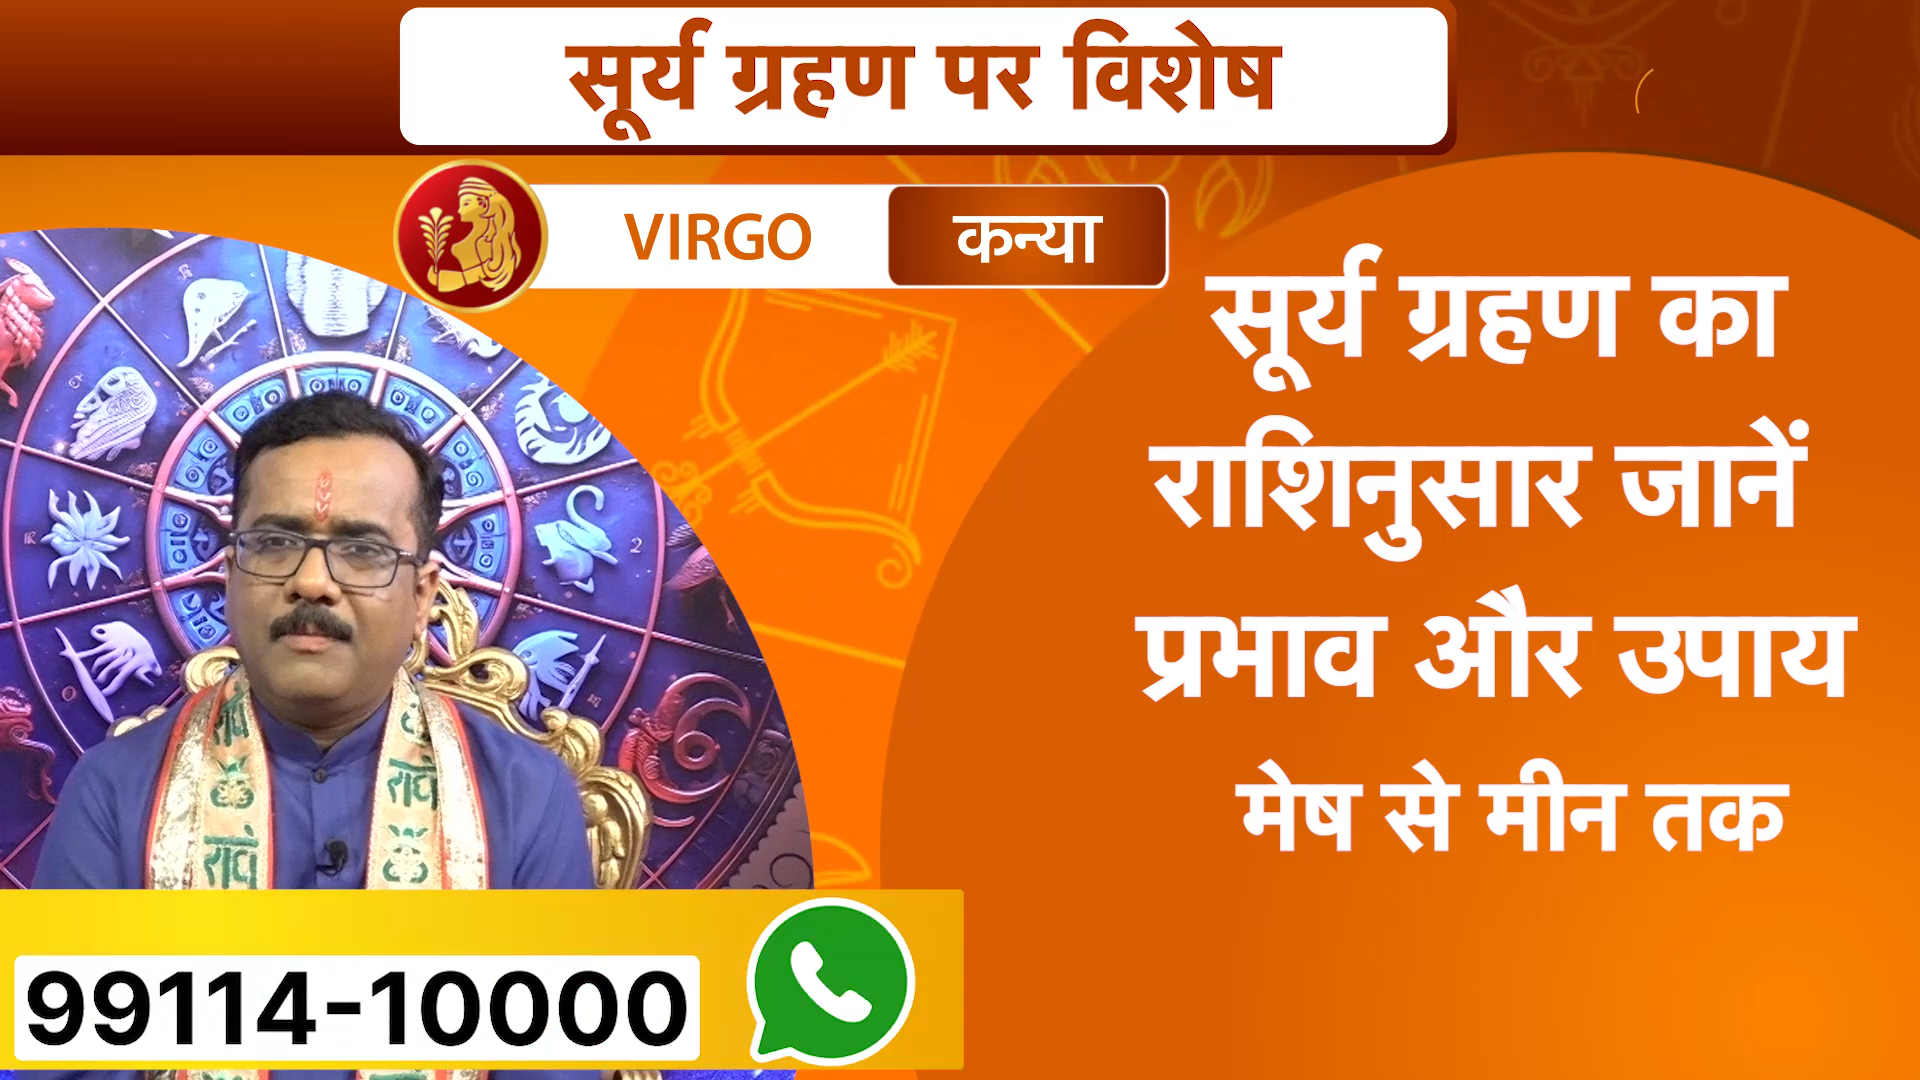 सूर्य ग्रहण पर विशेष
VIRGO कन्या
सूर्य ग्रहण का
राशिनुसार जानें
प्रभाव और उपाय
मेष से मीन तक
राधे
राधे
राधे
99114-10000